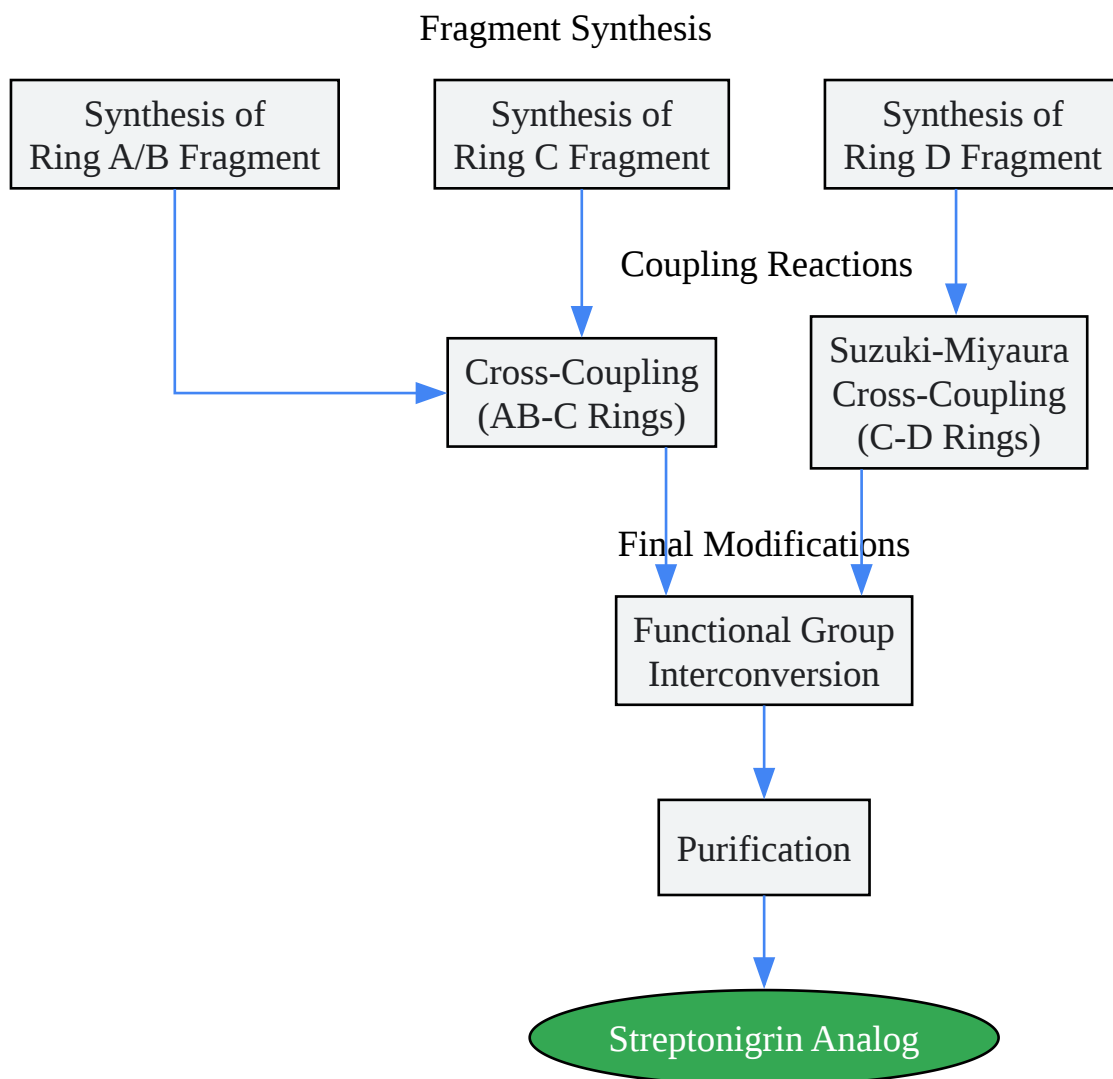 Fragment Synthesis
Synthesis of
Ring A/B Fragment
Synthesis of
Ring C Fragment
Synthesis of
Ring D Fragment
Coupling Reactions
Cross-Coupling
(AB-C Rings)
Suzuki-Miyaura
Cross-Coupling
(C-D Rings)
Final Modifications
Functional Group
Interconversion
Purification
Streptonigrin Analog